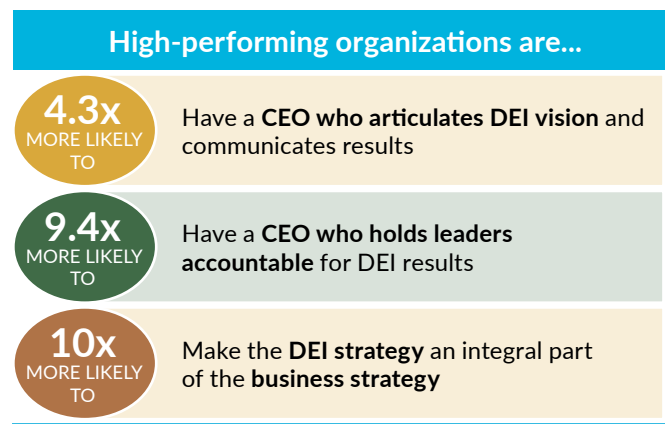 High-performing organizations are...
4.3x
MORE LIKELY
TO
Have a CEO who articulates DEI vision and
communicates results
9.4x
MORE LIKELY
TO
Have a CEO who holds leaders
accountable for DEI results
10x
MORE LIKELY
TO
Make the DEI strategy an integral part
of the business strategy